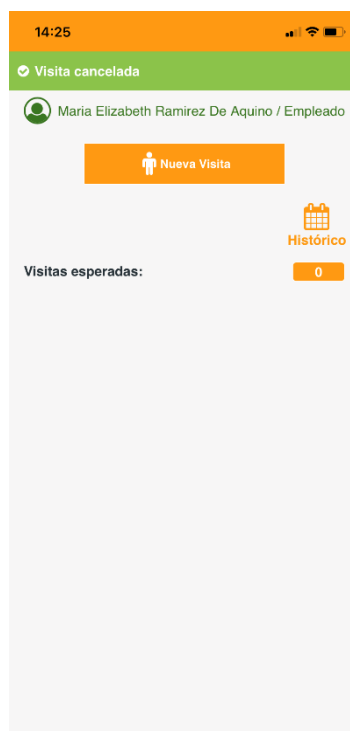 14:25
Visita cancelada
Maria Elizabeth Ramirez De Aquino / Empleado
Nueva Visita
Histórico
Visitas esperadas: 0